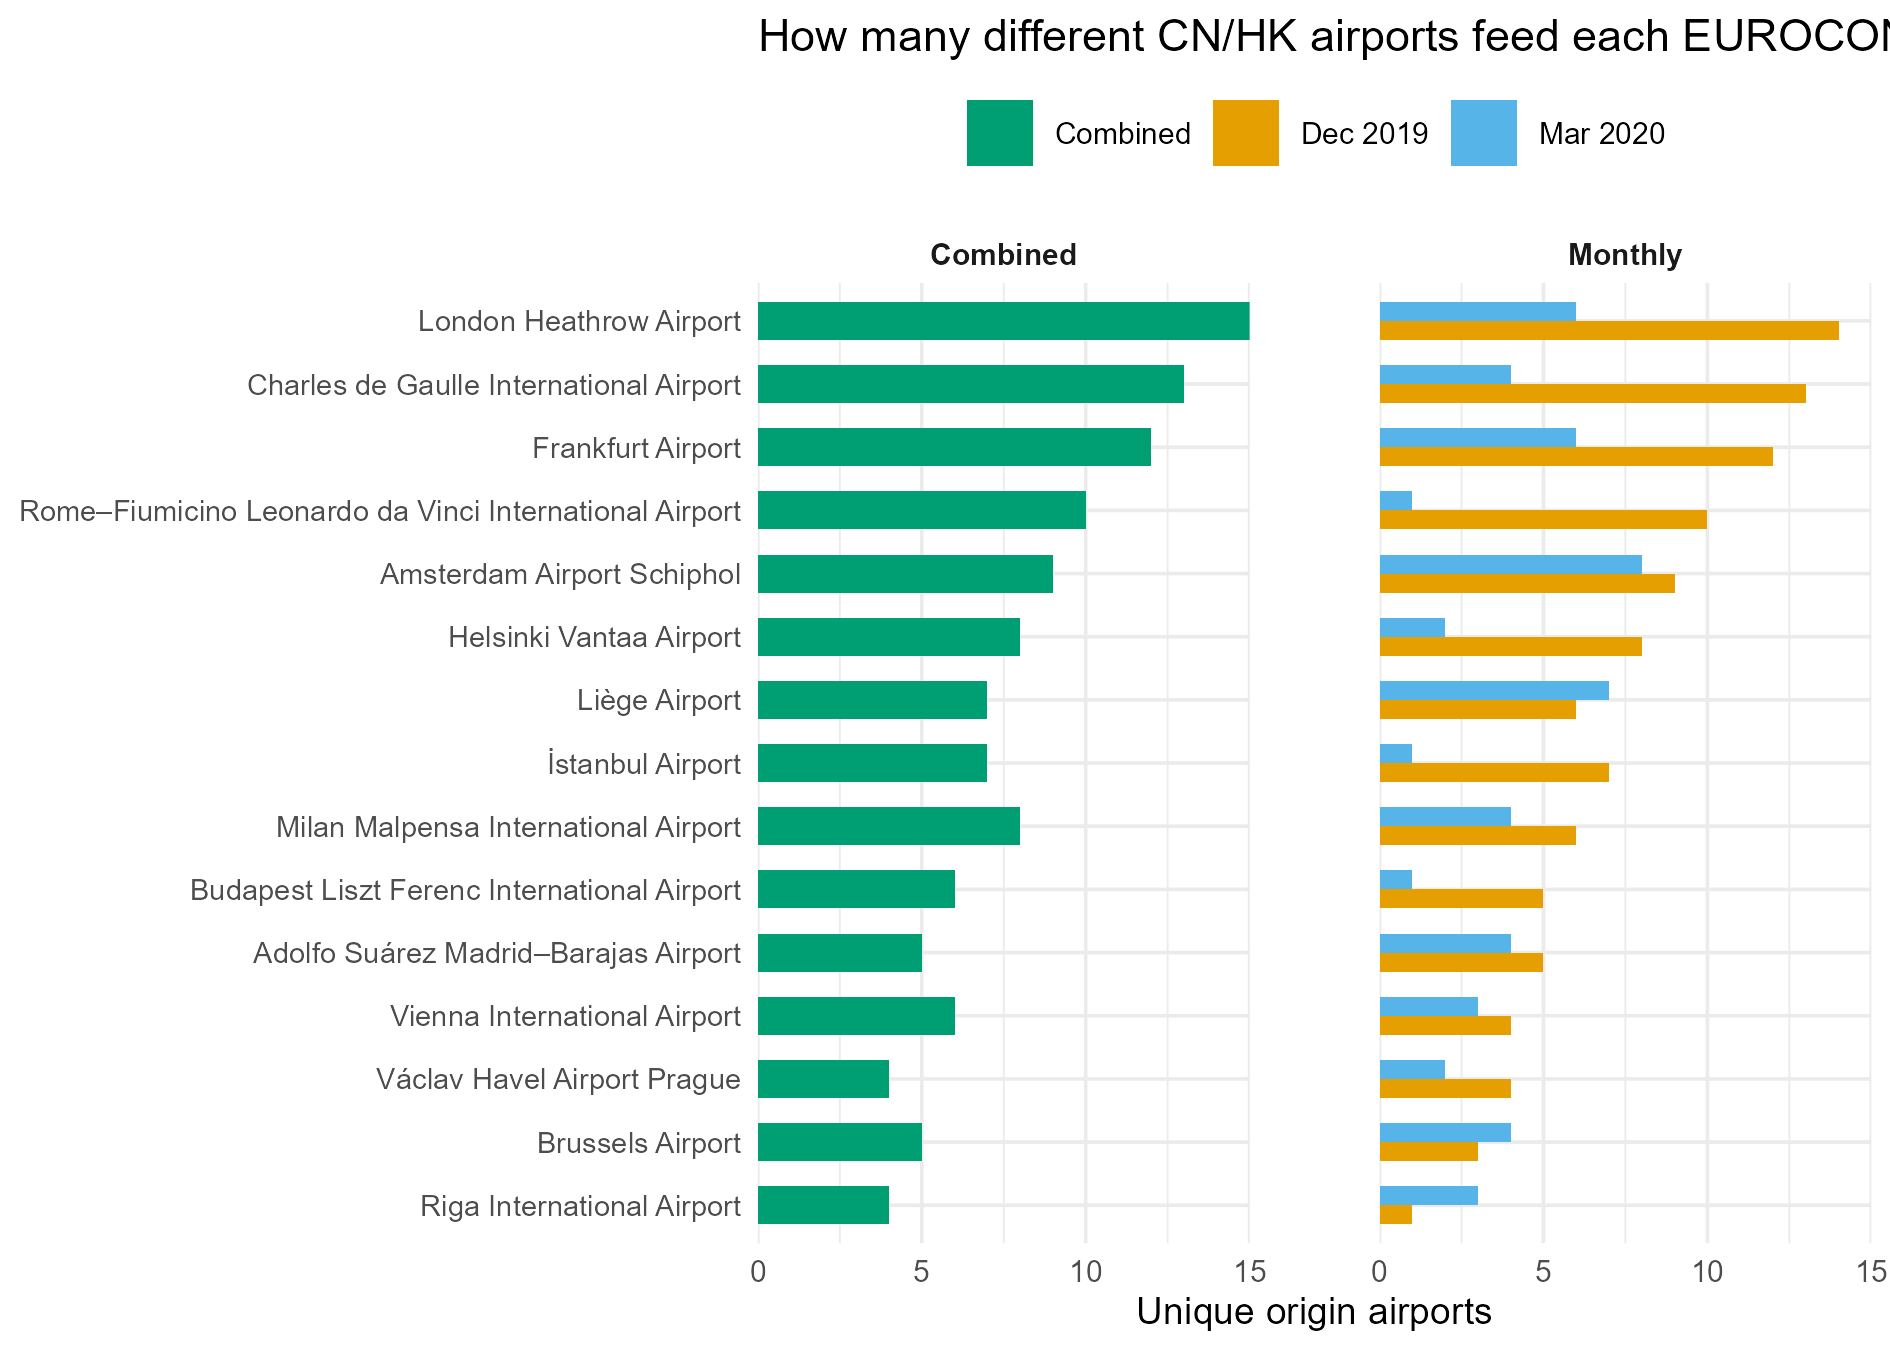 How many different CN/HK airports feed each EUROCON
Combined Dec 2019 Mar 2020
Combined Monthly
London Heathrow Airport
Charles de Gaulle International Airport
Frankfurt Airport
Rome–Fiumicino Leonardo da Vinci International Airport
Amsterdam Airport Schiphol
Helsinki Vantaa Airport
Liège Airport
İstanbul Airport
Milan Malpensa International Airport
Budapest Liszt Ferenc International Airport
Adolfo Suárez Madrid–Barajas Airport
Vienna International Airport
Václav Havel Airport Prague
Brussels Airport
Riga International Airport
0 5 10 15 0 5 10 15
Unique origin airports